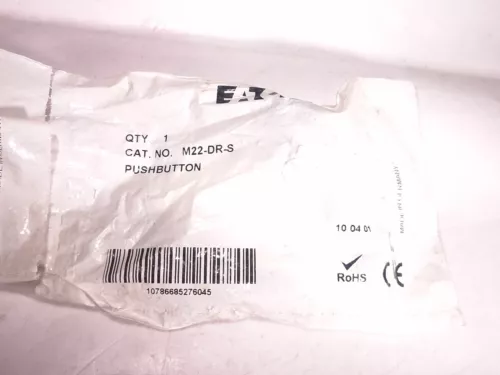 QTY 1
CAT. NO. M22-DR-S
PUSHBUTTON
10 04 01
RoHS CE
10786685276045